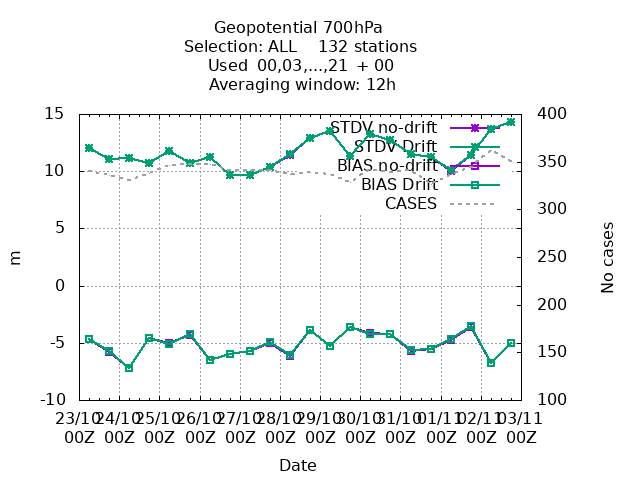 Geopotential 700hPa
Selection: ALL    132 stations
Used  00,03,...,21  + 00
Averaging window: 12h
15 400
STDV no-drift
STDV Drift
10 350
BIAS no-drift
BIAS Drift
CASES
5 300
300
m
No cases
0 250
200
-5 150
-10 100
23/10 24/10 25/10 26/10 27/10 28/10 29/10 30/10 31/10 01/11 02/11 03/11
00Z 00Z 00Z 00Z 00Z 00Z 00Z 00Z 00Z 00Z 00Z 00Z
Date